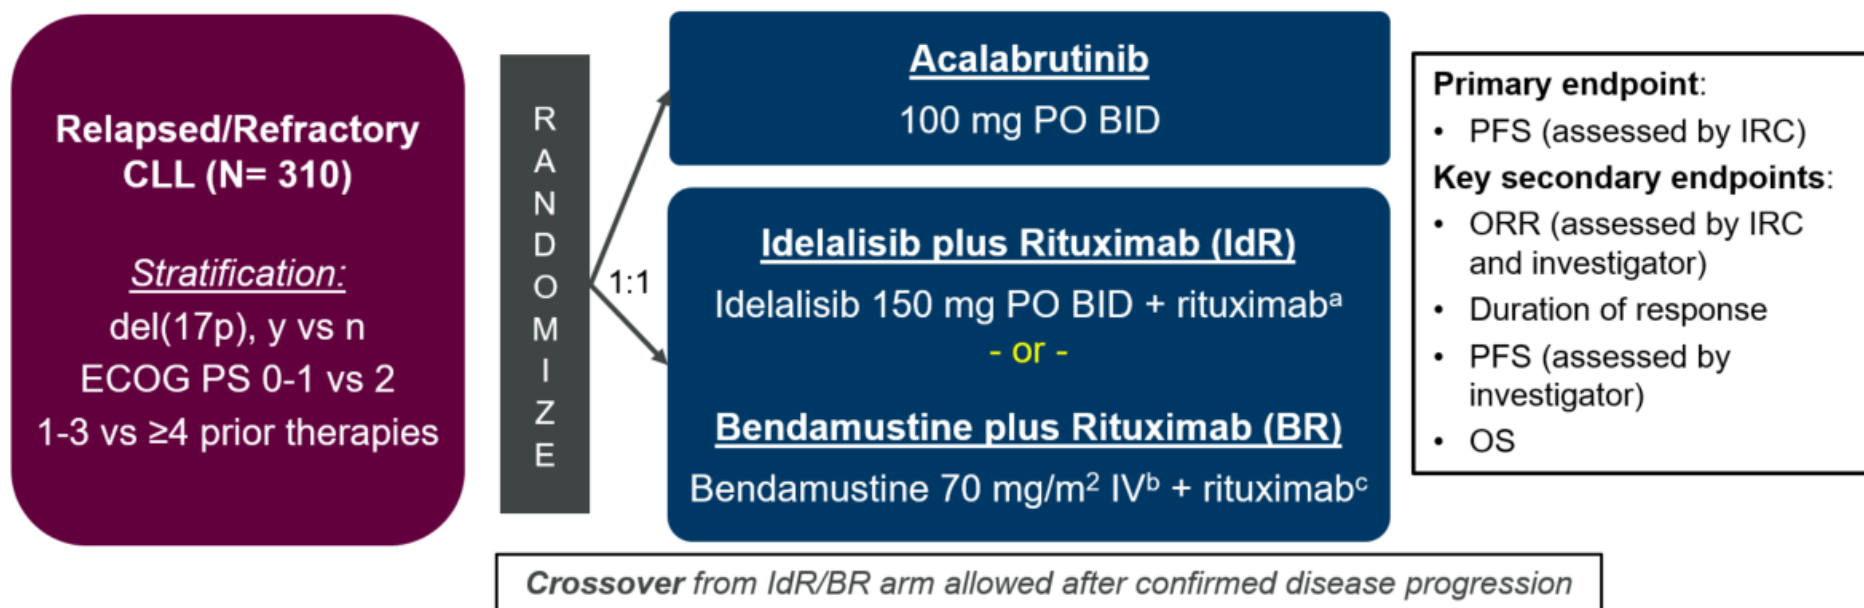 Relapsed/Refractory
CLL (N= 310)
Stratification:
del(17p), y vs n
ECOG PS 0-1 vs 2
1-3 vs ≥4 prior therapies
RANDOMIZE
1:1
Acalabrutinib
100 mg PO BID
Idelalisib plus Rituximab (IdR)
Idelalisib 150 mg PO BID + rituximabᵃ
- or -
Bendamustine plus Rituximab (BR)
Bendamustine 70 mg/m² IVᵇ + rituximabᶜ
Primary endpoint:
• PFS (assessed by IRC)
Key secondary endpoints:
• ORR (assessed by IRC
and investigator)
• Duration of response
• PFS (assessed by
investigator)
• OS
Crossover from IdR/BR arm allowed after confirmed disease progression